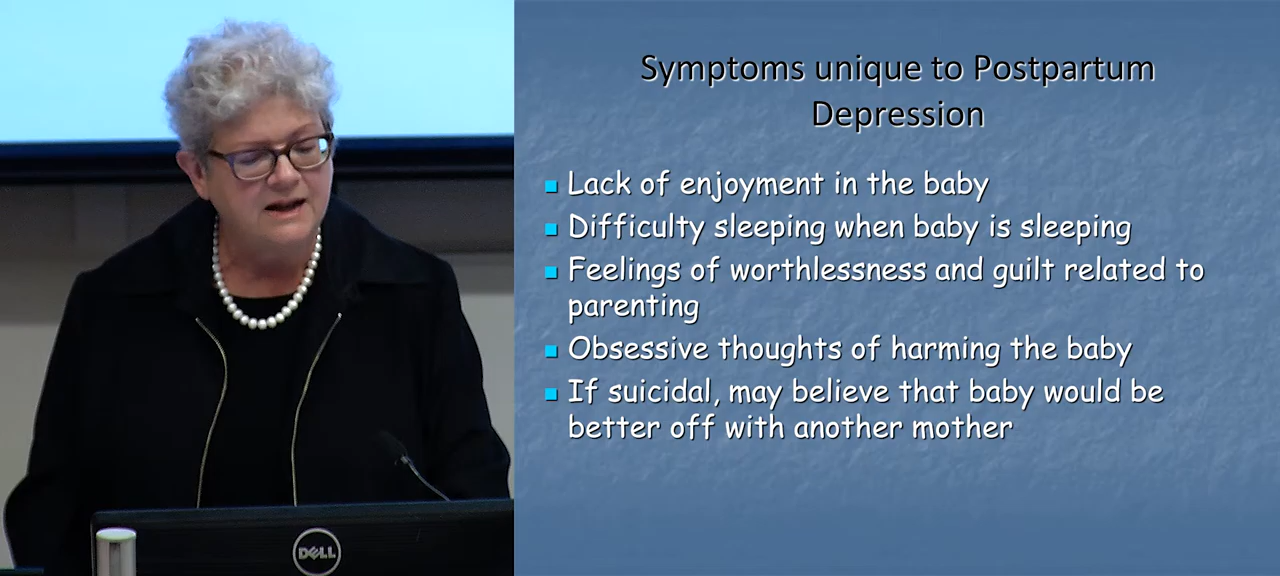 Symptoms unique to Postpartum
Depression
Lack of enjoyment in the baby
Difficulty sleeping when baby is sleeping
Feelings of worthlessness and guilt related to
parenting
Obsessive thoughts of harming the baby
If suicidal, may believe that baby would be
better off with another mother
DELL